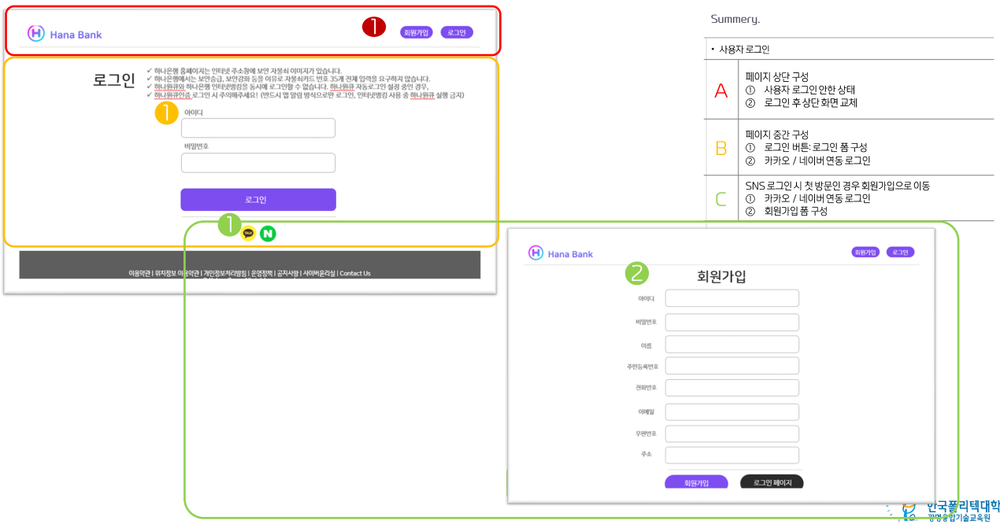 Hana Bank
1
회원가입
로그인
로그인
✓ 하나은행 홈페이지는 인터넷 주소창에 보안 자물쇠 이미지가 있습니다.
✓ 하나은행에서는 보안승급, 보안강화 등을 이유로 자물쇠카드 번호 35개 전체 입력을 요구하지 않습니다.
✓ 하나원큐와 하나은행 인터넷뱅킹을 동시에 로그인할 수 없습니다. 하나원큐 자동로그인 설정 중인 경우,
✓ 하나원큐인증 로그인 시 주의해주세요! (반드시 앱 알림 방식으로만 로그인, 인터넷뱅킹 사용 중 하나원큐 실행 금지)
1
아이디
비밀번호
로그인
1
TALK
N
이용약관 | 위치정보 이용약관 | 개인정보처리방침 | 운영정책 | 공지사항 | 사이버윤리실 | Contact Us
Summery.
• 사용자 로그인
A
페이지 상단 구성
① 사용자 로그인 안한 상태
② 로그인 후 상단 화면 교체
B
페이지 중간 구성
① 로그인 버튼: 로그인 폼 구성
② 카카오 / 네이버 연동 로그인
C
SNS 로그인 시 첫 방문인 경우 회원가입으로 이동
① 카카오 / 네이버 연동 로그인
② 회원가입 폼 구성
Hana Bank
회원가입
로그인
2
회원가입
아이디
비밀번호
이름
주민등록번호
전화번호
이메일
우편번호
주소
회원가입
로그인 페이지
한국폴리텍대학
광명융합기술교육원